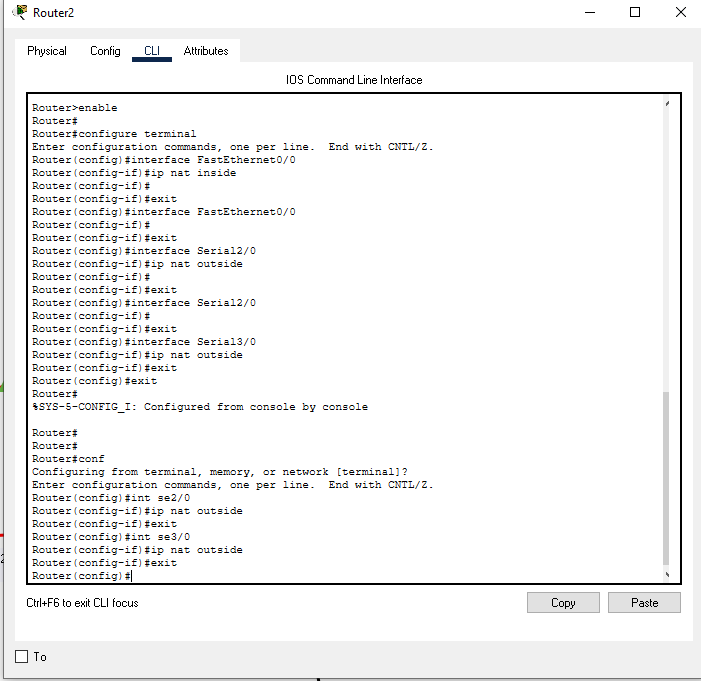 Router2
Physical Config CLI Attributes
IOS Command Line Interface
Router>enable
Router#
Router#configure terminal
Enter configuration commands, one per line.  End with CNTL/Z.
Router(config)#interface FastEthernet0/0
Router(config-if)#ip nat inside
Router(config-if)#
Router(config-if)#exit
Router(config)#interface FastEthernet0/0
Router(config-if)#
Router(config-if)#exit
Router(config)#interface Serial2/0
Router(config-if)#ip nat outside
Router(config-if)#
Router(config-if)#exit
Router(config)#interface Serial2/0
Router(config-if)#
Router(config-if)#exit
Router(config)#interface Serial3/0
Router(config-if)#ip nat outside
Router(config-if)#exit
Router(config)#exit
Router#
%SYS-5-CONFIG_I: Configured from console by console
Router#
Router#
Router#conf
Configuring from terminal, memory, or network [terminal]?
Enter configuration commands, one per line.  End with CNTL/Z.
Router(config)#int se2/0
Router(config-if)#ip nat outside
Router(config-if)#exit
Router(config)#int se3/0
Router(config-if)#ip nat outside
Router(config-if)#exit
Router(config)#
Ctrl+F6 to exit CLI focus
Copy Paste
To